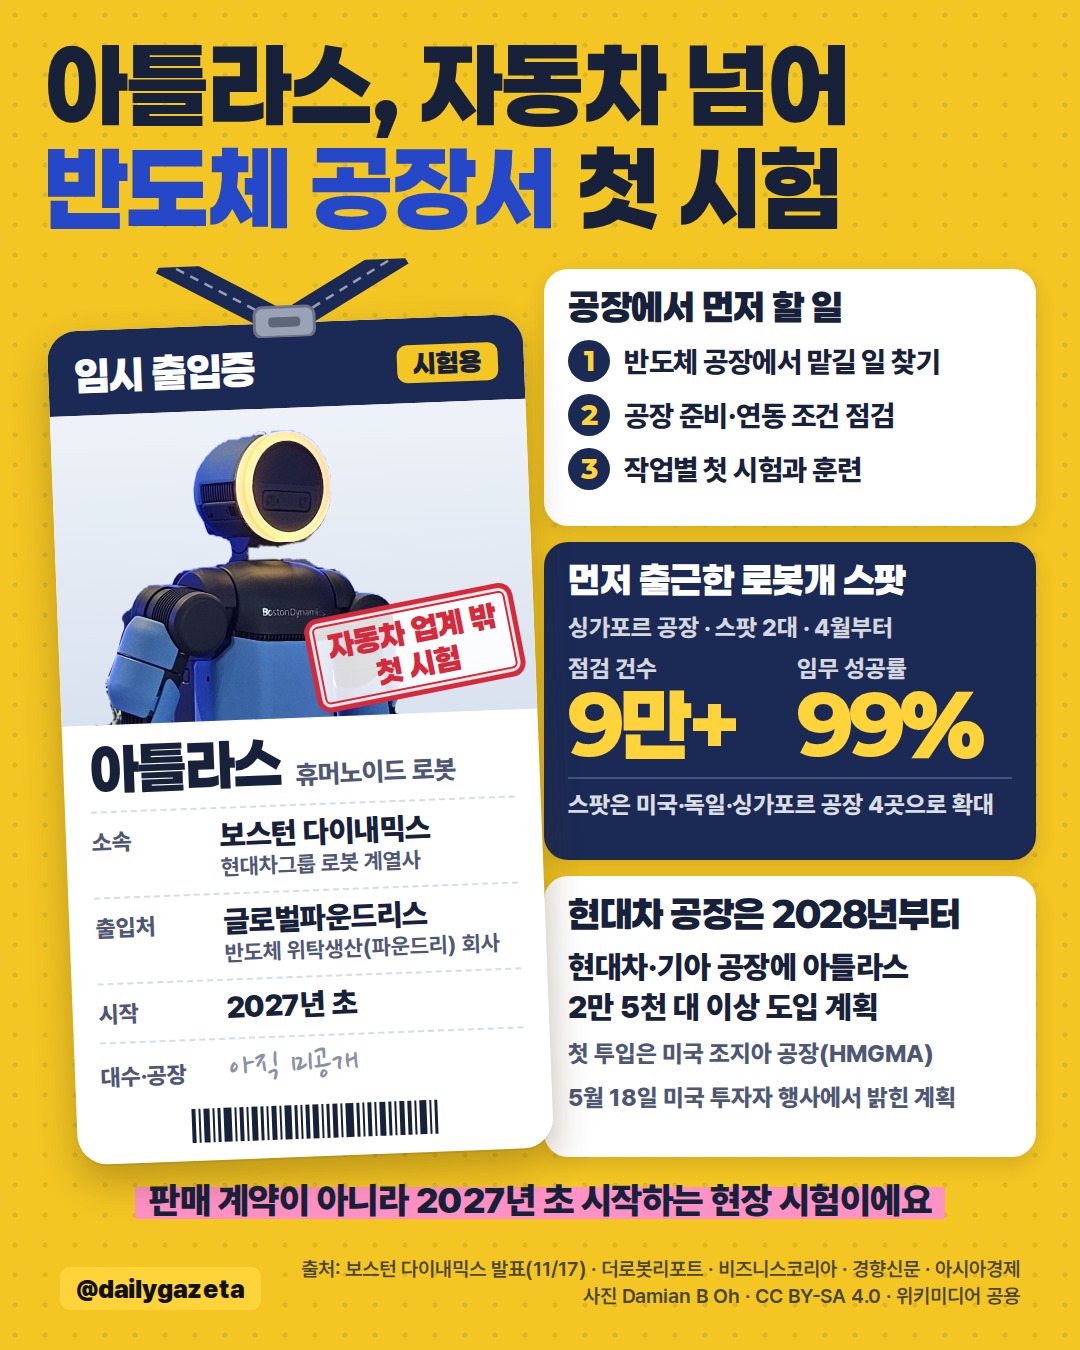 아틀라스, 자동차 넘어
반도체 공장서 첫 시험
임시 출입증
시험용
BostonDynami
자동차 업계 밖
첫 시험
아틀라스 휴머노이드 로봇
소속
보스턴 다이내믹스
현대차그룹 로봇 계열사
출입처
글로벌파운드리스
반도체 위탁생산(파운드리) 회사
시작
2027년 초
대수·공장
아직 미공개
공장에서 먼저 할 일
1 반도체 공장에서 맡길 일 찾기
2 공장 준비·연동 조건 점검
3 작업별 첫 시험과 훈련
먼저 출근한 로봇개 스팟
싱가포르 공장 · 스팟 2대 · 4월부터
점검 건수
9만+
임무 성공률
99%
스팟은 미국·독일·싱가포르 공장 4곳으로 확대
현대차 공장은 2028년부터
현대차·기아 공장에 아틀라스
2만 5천 대 이상 도입 계획
첫 투입은 미국 조지아 공장(HMGMA)
5월 18일 미국 투자자 행사에서 밝힌 계획
판매 계약이 아니라 2027년 초 시작하는 현장 시험이에요
@dailygazeta
출처: 보스턴 다이내믹스 발표(11/17) · 더로봇리포트 · 비즈니스코리아 · 경향신문 · 아시아경제
사진 Damian B Oh · CC BY-SA 4.0 · 위키미디어 공용